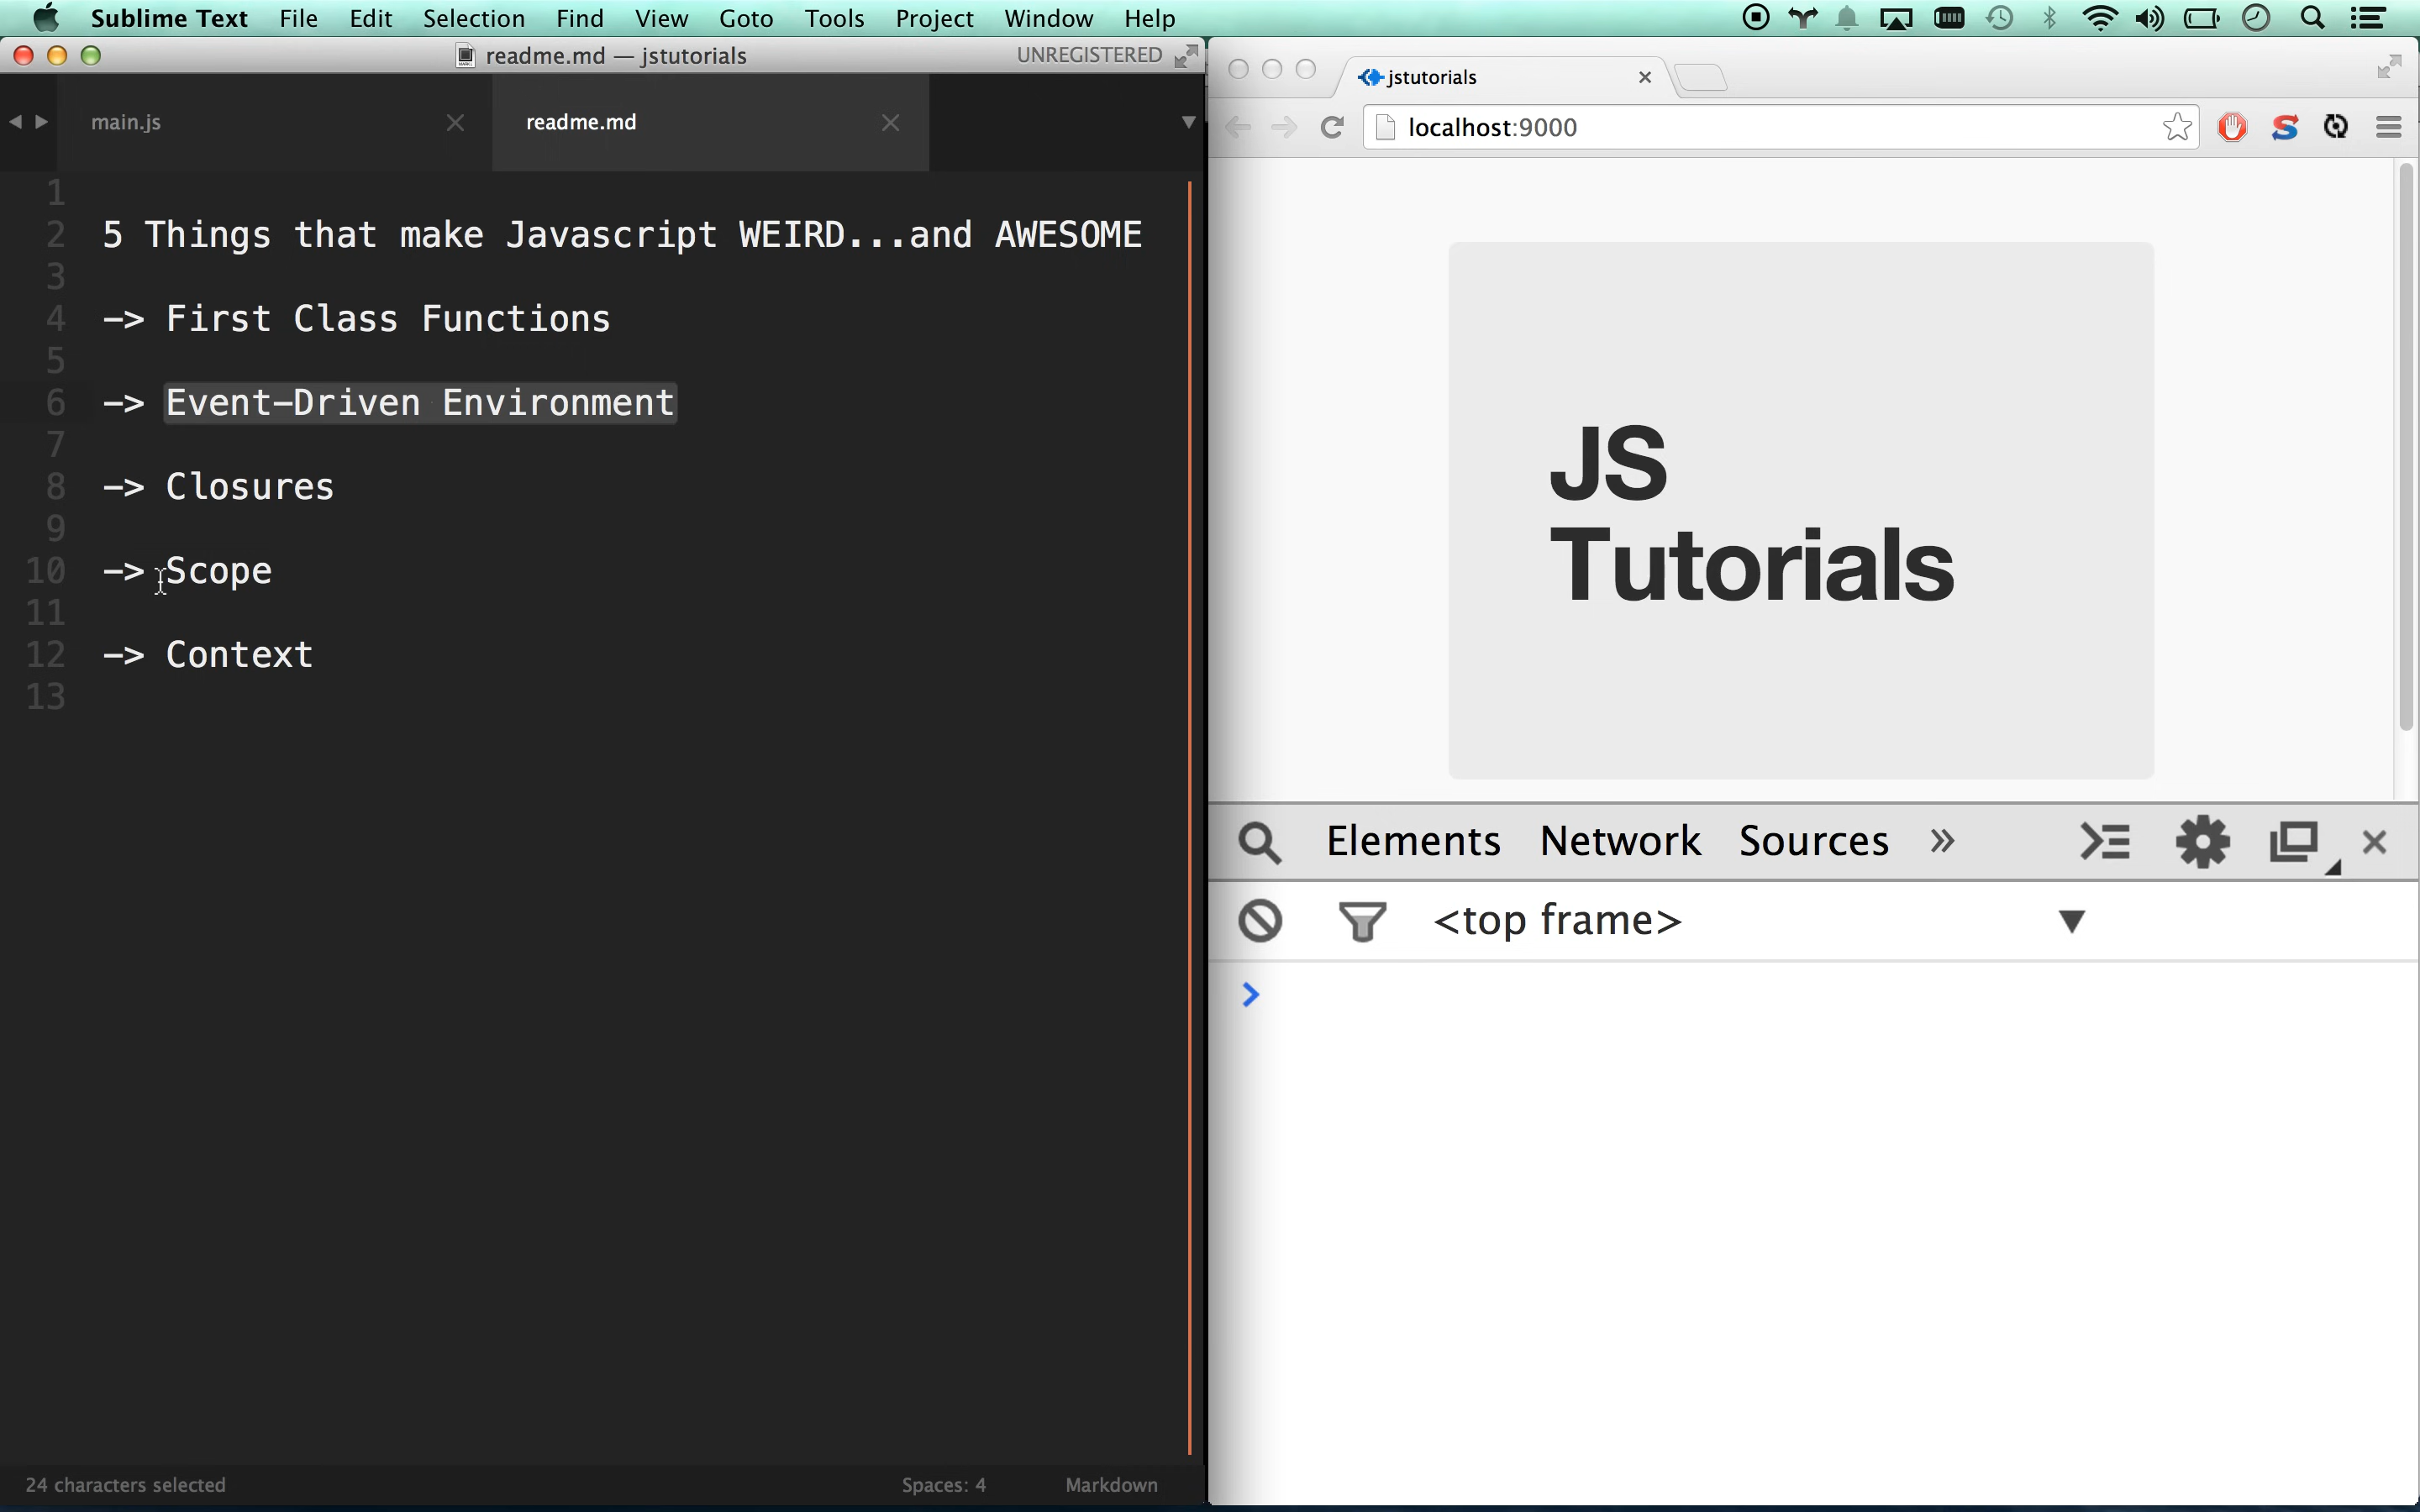 Sublime Text File Edit Selection Find View Goto Tools Project Window Help
readme.md — jstutorials UNREGISTERED
main.js readme.md
1
2 5 Things that make Javascript WEIRD...and AWESOME
3
4 —> First Class Functions
5
6 —> Event-Driven Environment
7
8 —> Closures
9
10 —> Scope
11
12 —> Context
13
24 characters selected Spaces: 4 Markdown
jstutorials
localhost:9000
JS
Tutorials
Elements Network Sources »
<top frame>
>